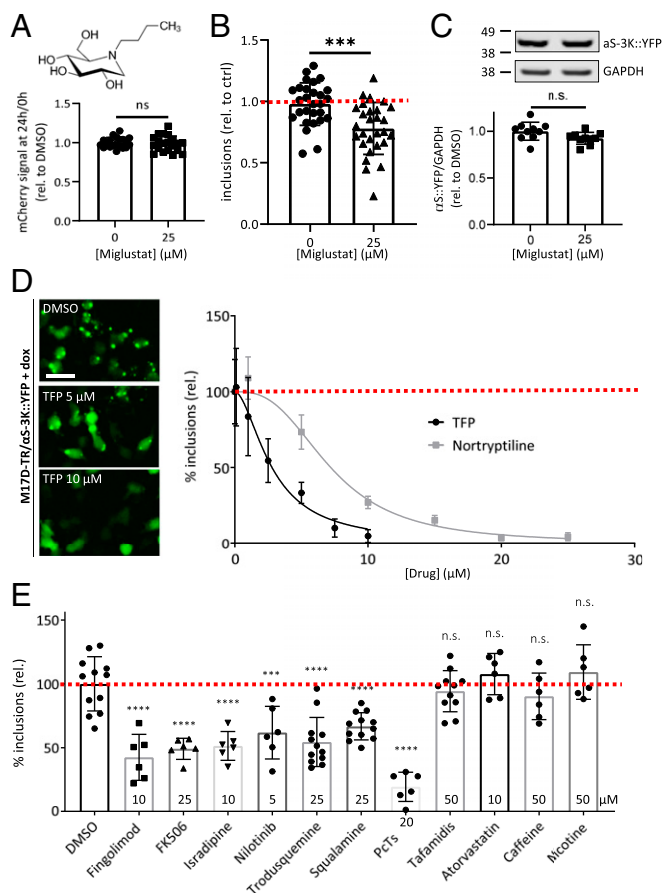 A
CH₃
HO
N
HO
OH
OH
ns
mCherry signal at 24h/0h
(rel. to DMSO)
1.5
1.0
0.5
0.0
0
25
[Miglustat] (µM)
B
***
inclusions (rel. to ctrl)
1.5
1.0
0.5
0.0
0
25
[Miglustat] (µM)
C
49
38
aS-3K::YFP
38
GAPDH
n.s.
αS::YFP/GAPDH
(rel. to DMSO)
1.0
0.5
0.0
0
25
[Miglustat] (µM)
D
M17D-TR/αS-3K::YFP + dox
DMSO
TFP 5 µM
TFP 10 µM
% inclusions (rel.)
150
100
50
0
TFP
Nortryptiline
0
10
20
30
[Drug] (µM)
E
% inclusions (rel.)
150
100
50
0
****
****
****
***
****
****
****
n.s.
n.s.
n.s.
n.s.
10
25
10
5
25
25
20
50
10
50
50
µM
DMSO
Fingolimod
FK506
Isradipine
Nilotinib
Trodusquemine
Squalamine
PcTs
Tafamidis
Atorvastatin
Caffeine
Nicotine